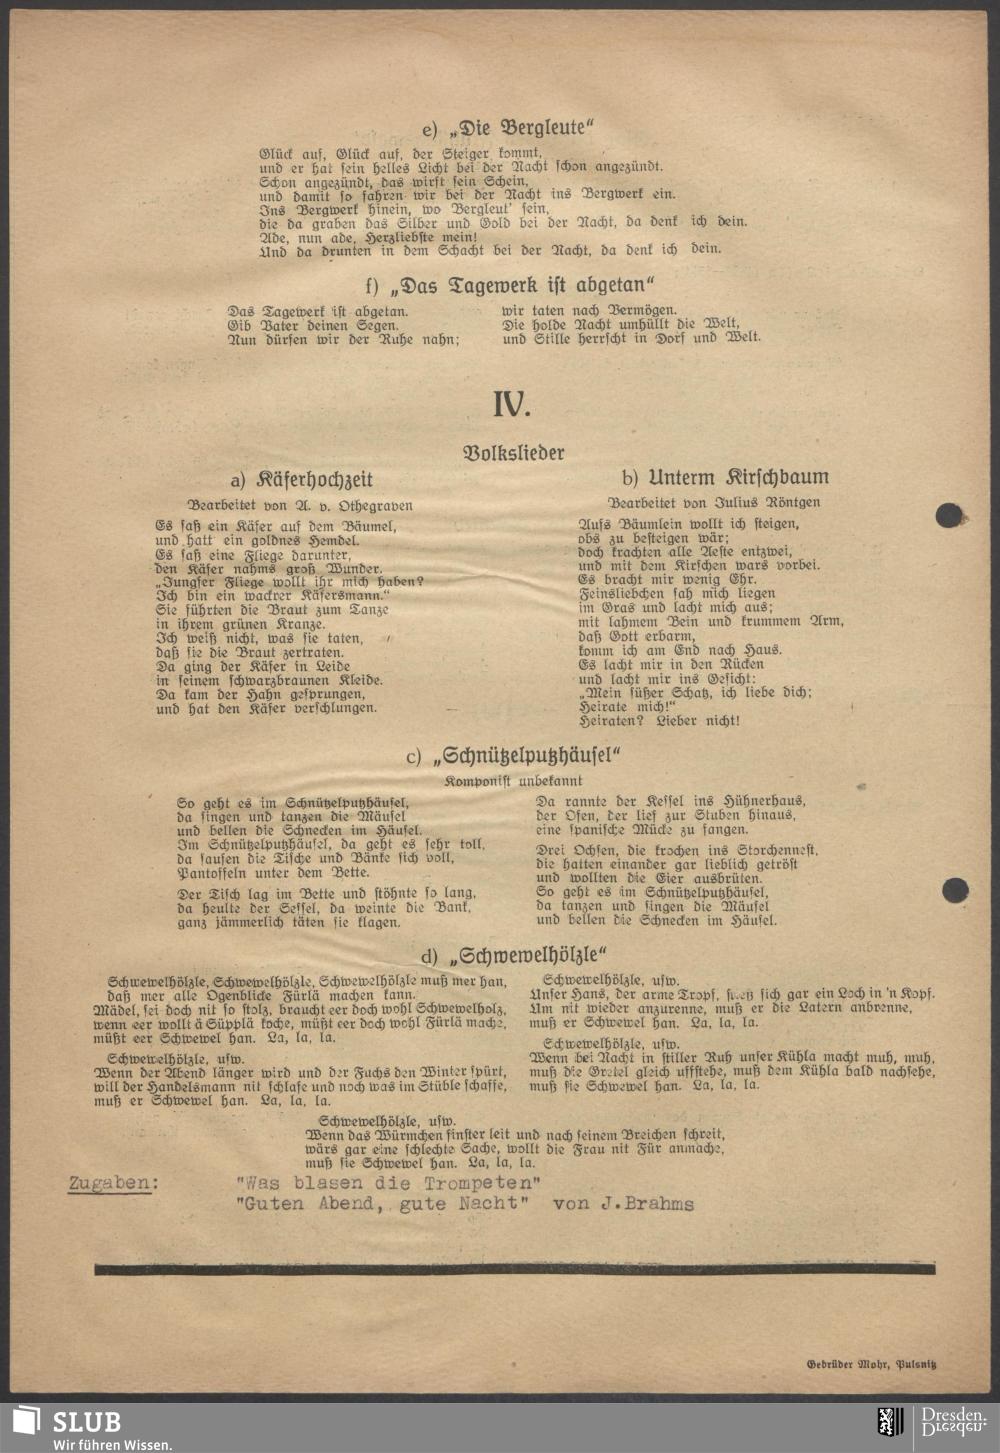 e) „Die Bergleute“
Glück auf, Glück auf, der Steiger kommt,
und er hat sein helles Licht bei der Nacht schon angezündt.
Schon angezündt, das wirft sein Schein,
und damit so fahren wir bei der Nacht ins Bergwerk ein.
Ins Bergwerk hinein, wo Bergleut' sein,
die da graben das Silber und Gold bei der Nacht, da denk ich dein.
Ade, nun ade, Herzliebste mein!
Und da drunten in dem Schacht bei der Nacht, da denk ich dein.
f) „Das Tagewerk ist abgetan“
Das Tagewerk ist abgetan.
Gib Vater deinen Segen.
Nun dürfen wir der Ruhe nahn;
wir taten nach Vermögen.
Die holde Nacht umhüllt die Welt,
und Stille herrscht in Dorf und Welt.
IV.
Volkslieder
a) Käferhochzeit
Bearbeitet von A. v. Othegraven
Es saß ein Käfer auf dem Bäumel,
und hatt ein goldnes Hemdel.
Es saß eine Fliege darunter,
den Käfer nahms groß Wunder.
„Jungfer Fliege wollt ihr mich haben?
Ich bin ein wackrer Käfersmann.“
Sie führten die Braut zum Tanze
in ihrem grünen Kranze.
Ich weiß nicht, was sie taten,
daß sie die Braut zertraten.
Da ging der Käfer in Leide
in seinem schwarzbraunen Kleide.
Da kam der Hahn gesprungen,
und hat den Käfer verschlungen.
b) Unterm Kirschbaum
Bearbeitet von Julius Röntgen
Aufs Bäumlein wollt ich steigen,
obs zu besteigen wär;
doch krachten alle Aeste entzwei,
und mit dem Kirschen wars vorbei.
Es bracht mir wenig Ehr.
Feinsliebchen sah mich liegen
im Gras und lacht mich aus;
mit lahmem Bein und krummem Arm,
daß Gott erbarm,
komm ich am End nach Haus.
Es lacht mir in den Rücken
und lacht mir ins Gesicht:
„Mein süßer Schatz, ich liebe dich;
Heirate mich!“
Heiraten? Lieber nicht!
c) „Schnützelputzhäusel“
Komponist unbekannt
So geht es im Schnützelputzhäusel,
da singen und tanzen die Mäusel
und bellen die Schnecken im Häusel.
Im Schnützelputzhäusel, da geht es sehr toll,
da saufen die Tische und Bänke sich voll,
Pantoffeln unter dem Bette.
Der Tisch lag im Bette und stöhnte so lang,
da heulte der Sessel, da weinte die Bank,
ganz jämmerlich täten sie klagen.
Da rannte der Kessel ins Hühnerhaus,
der Ofen, der lief zur Stuben hinaus,
eine spanische Mücke zu fangen.
Drei Ochsen, die krochen ins Storchennest,
die hatten einander gar lieblich getröst
und wollten die Eier ausbrüten.
So geht es im Schnützelputzhäusel,
da tanzen und singen die Mäusel
und bellen die Schnecken im Häusel.
d) „Schwewelhölzle“
Schwewelhölzle, Schwewelhölzle, Schwewelhölzle muß mer han,
daß mer alle Ogenblicke Fürlä machen kann.
Mädel, sei doch nit so stolz, braucht eer doch wohl Schwewelholz,
wenn eer wollt ä Süpplä koche, müßt eer doch wohl Fürlä mache,
müßt eer Schwewel han. La, la, la.
Schwewelhölzle, usw.
Wenn der Abend länger wird und der Fuchs den Winter spürt,
will der Handelsmann nit schlafe und noch was im Stüble schaffe,
muß er Schwewel han. La, la, la.
Schwewelhölzle, usw.
Unser Hans, der arme Tropf, stieß sich gar ein Loch in 'n Kopf.
Um nit wieder anzurenne, muß er die Latern anbrenne,
muß er Schwewel han. La, la, la.
Schwewelhölzle, usw.
Wenn bei Nacht in stiller Ruh unser Kühla macht muh, muh,
muß die Gretel gleich uffstehe, muß dem Kühla bald nachsehe,
muß sie Schwewel han. La, la, la.
Schwewelhölzle, usw.
Wenn das Würmchen finster leit und nach seinem Breichen schreit,
wärs gar eine schlechte Sache, wollt die Frau nit Für anmache,
muß sie Schwewel han. La, la, la.
Zugaben: "Was blasen die Trompeten"
"Guten Abend, gute Nacht" von J.Brahms
Gebrüder Mohr, Pulsnitz
SLUB
Wir führen Wissen.
Dresden.
Dresden.